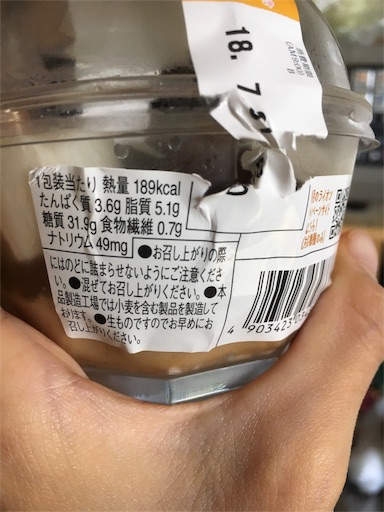 18. 7.31
1包装当たり 熱量 189kcal
たんぱく質 3.6g 脂質 5.1g
糖質 31.9g 食物繊維 0.7g
ナトリウム 49mg
●お召し上がりの際
にはのどに詰まらせないようにご注意くださ
い。●混ぜてお召し上がりください。●本
品製造工場では小麦を含む製品を製造して
おります。●生ものですのでお早めにお
召し上がりください。
4 903423